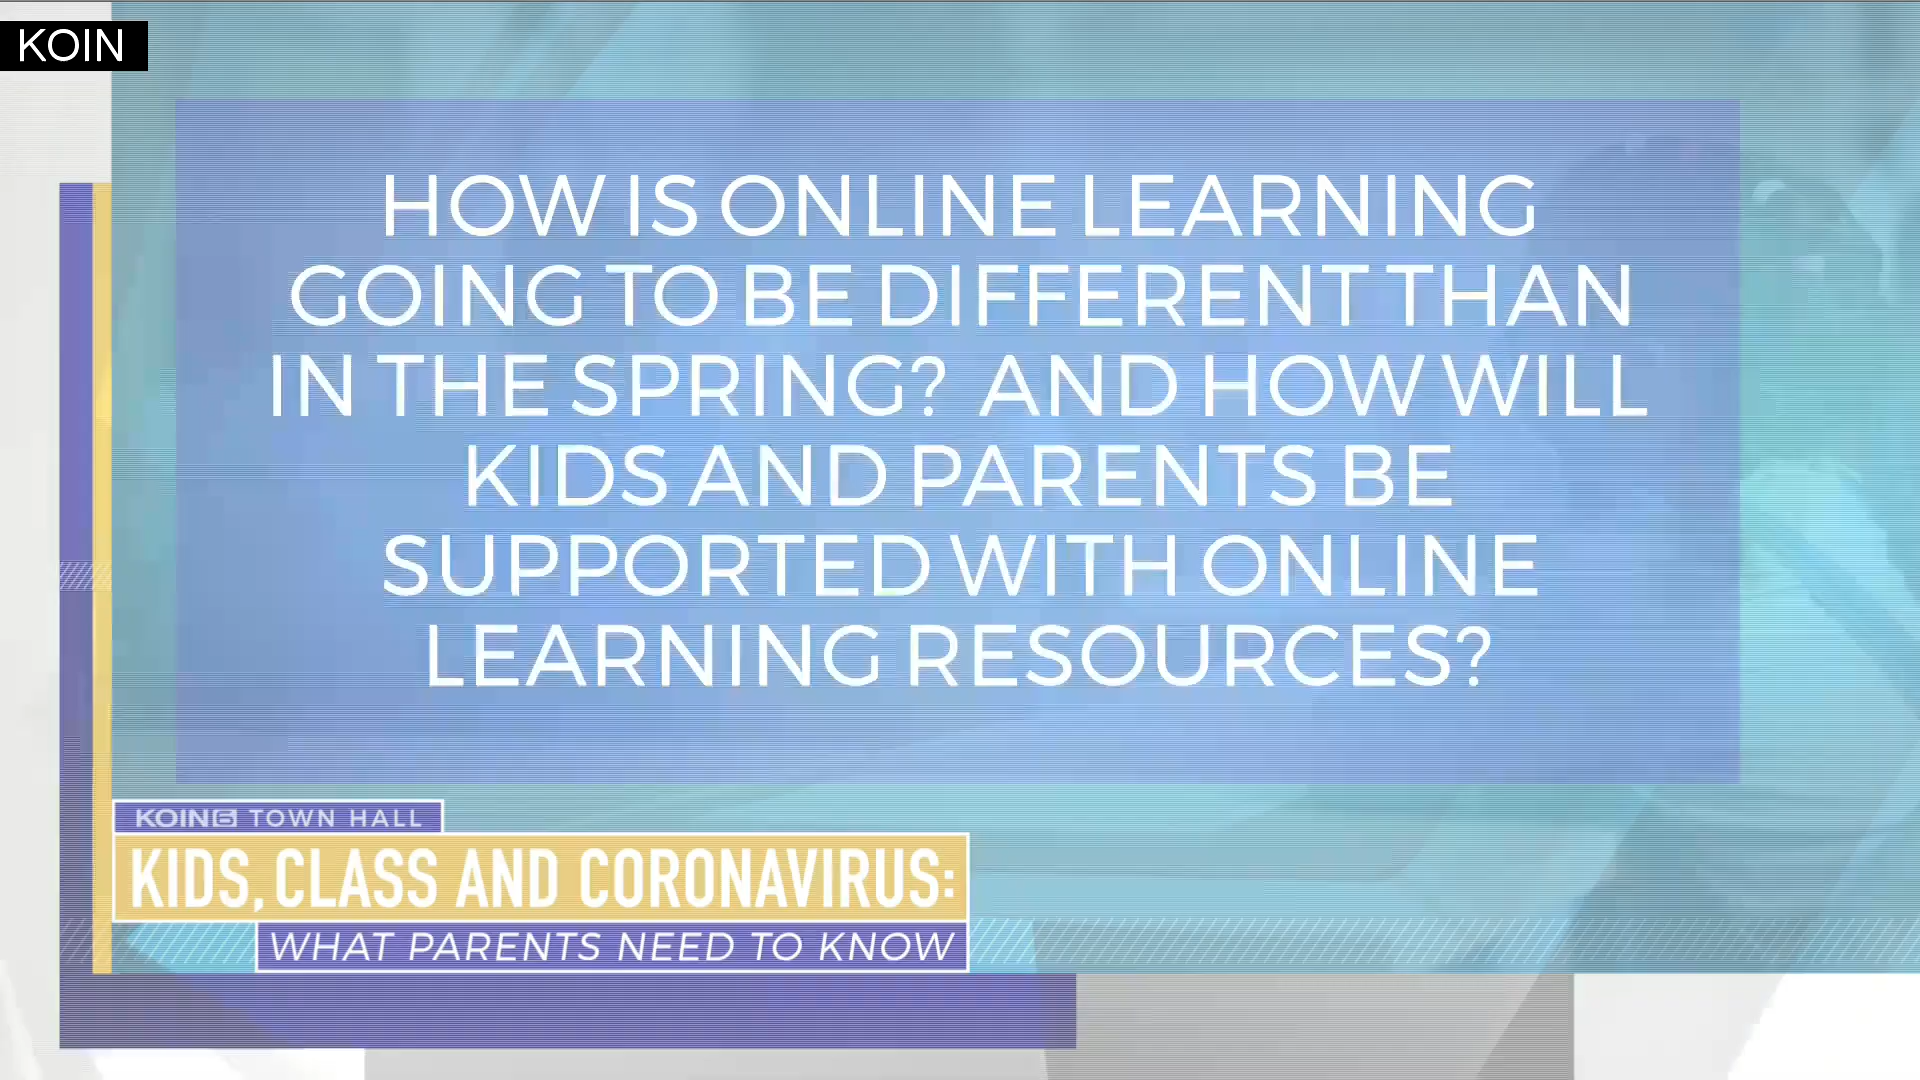 KOIN
HOW IS ONLINE LEARNING
GOING TO BE DIFFERENT THAN
IN THE SPRING? AND HOW WILL
KIDS AND PARENTS BE
SUPPORTED WITH ONLINE
LEARNING RESOURCES?
KOIN 6 TOWN HALL
KIDS, CLASS AND CORONAVIRUS:
WHAT PARENTS NEED TO KNOW